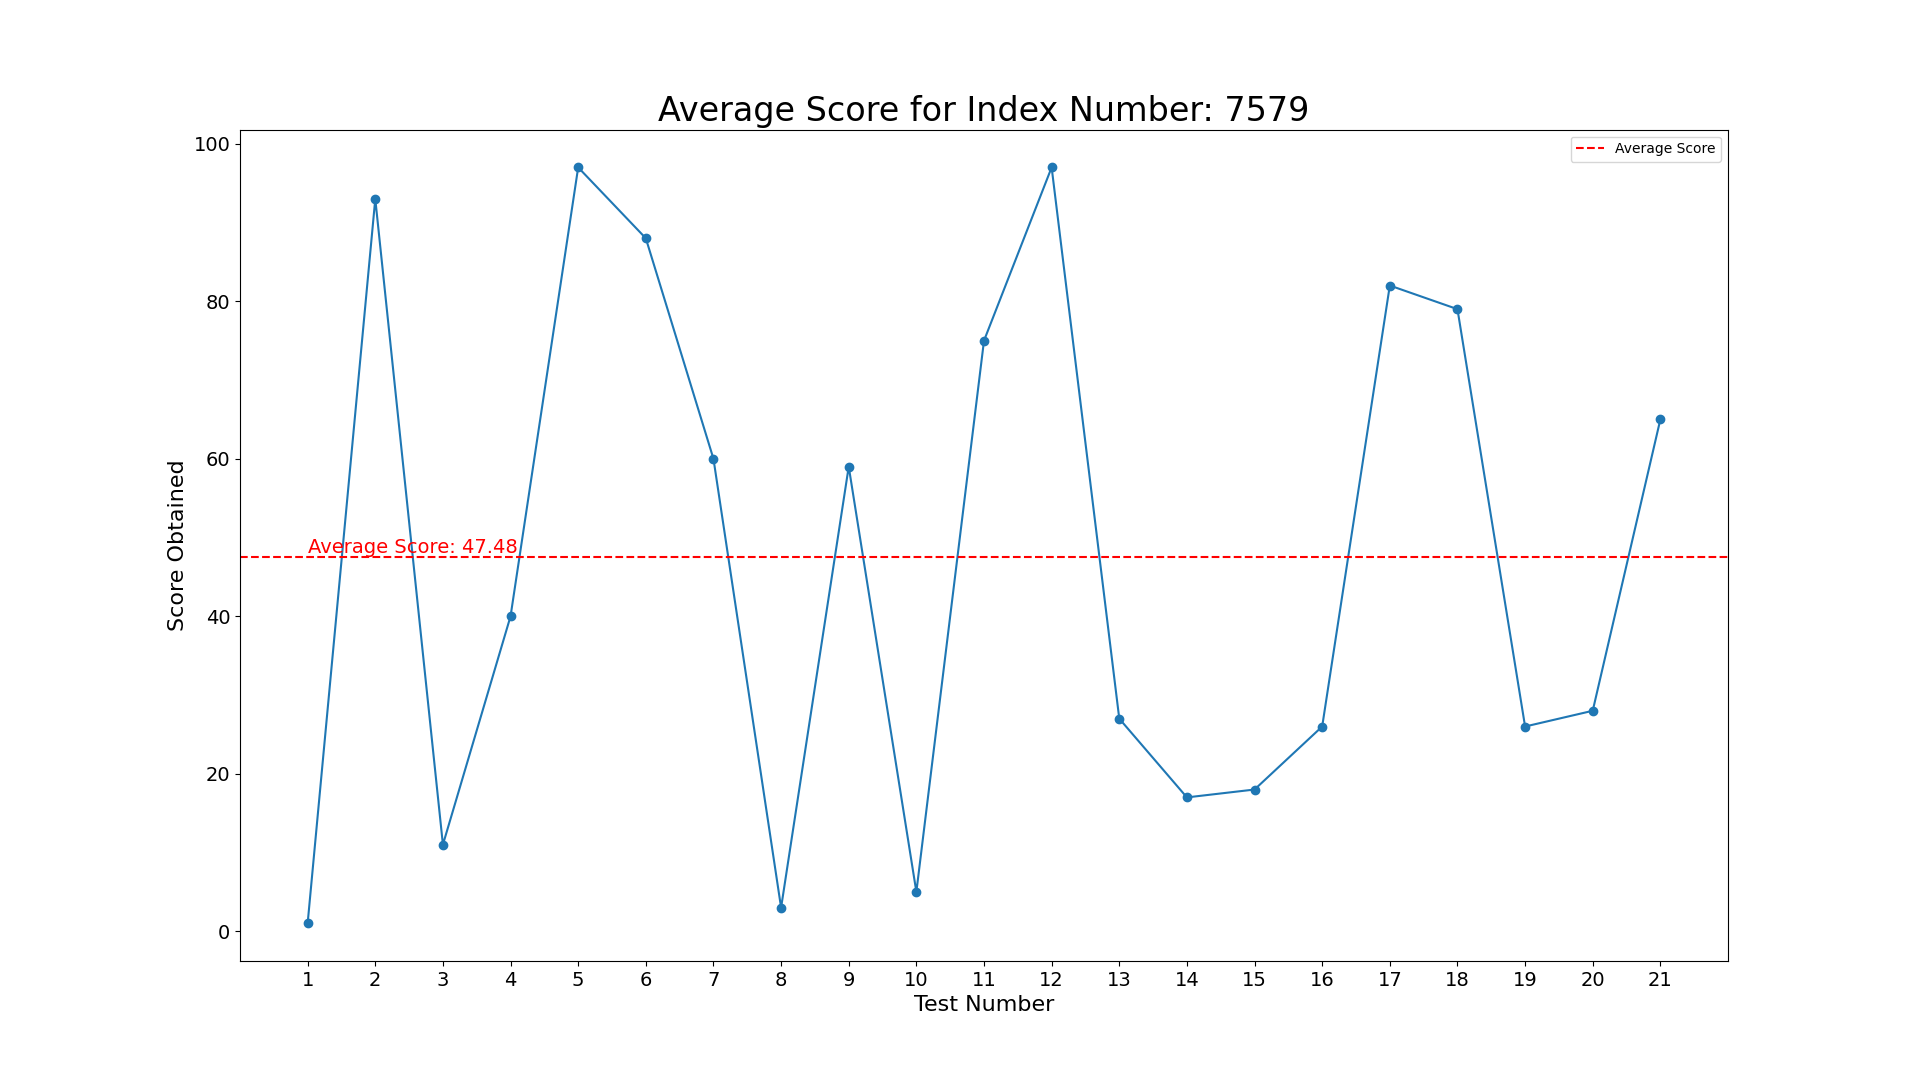 Average Score for Index Number: 7579
100
80
60
40
20
0
Score Obtained
Average Score
Average Score: 47.48
1 2 3 4 5 6 7 8 9 10 11 12 13 14 15 16 17 18 19 20 21
Test Number